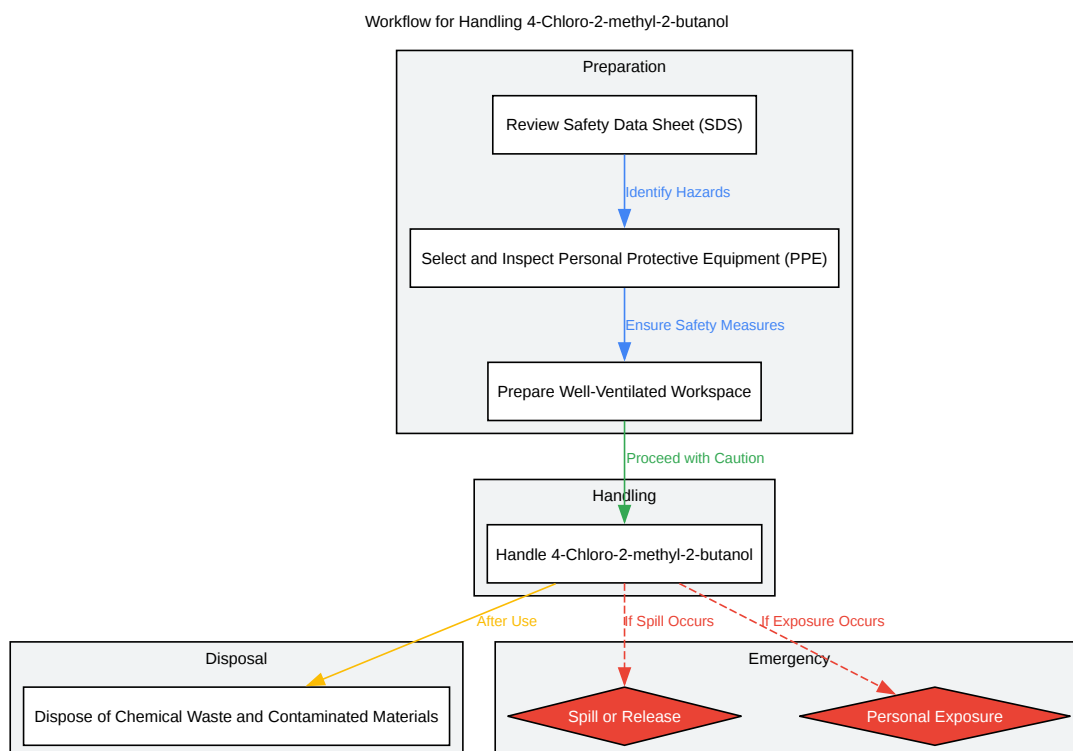 Workflow for Handling 4-Chloro-2-methyl-2-butanol
Preparation
Review Safety Data Sheet (SDS)
Identify Hazards
Select and Inspect Personal Protective Equipment (PPE)
Ensure Safety Measures
Prepare Well-Ventilated Workspace
Proceed with Caution
Handling
Handle 4-Chloro-2-methyl-2-butanol
After Use
If Spill Occurs
If Exposure Occurs
Disposal
Emergency
Dispose of Chemical Waste and Contaminated Materials
Spill or Release
Personal Exposure